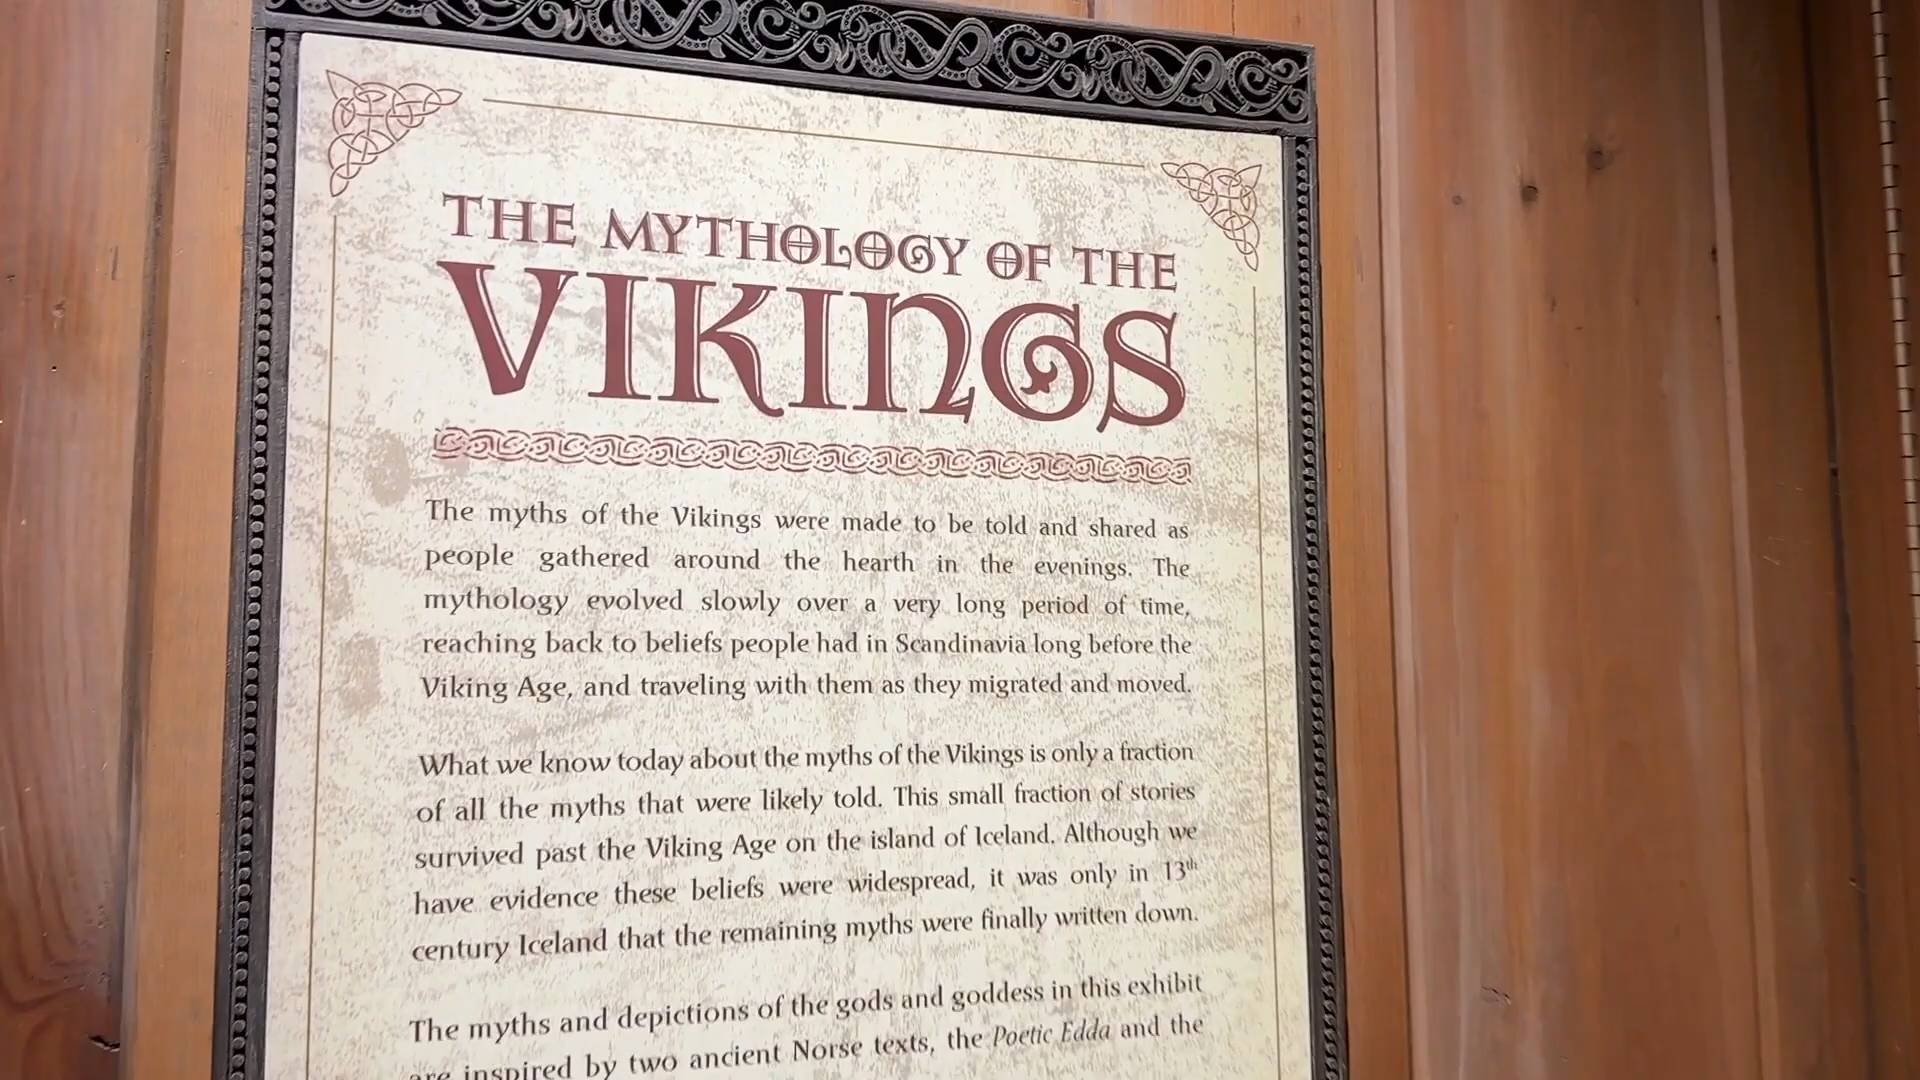 THE MYTHOLOGY OF THE
VIKINGS
The myths of the Vikings were made to be told and shared as
people gathered around the hearth in the evenings. The
mythology evolved slowly over a very long period of time,
reaching back to beliefs people had in Scandinavia long before the
Viking Age, and traveling with them as they migrated and moved.
What we know today about the myths of the Vikings is only a fraction
of all the myths that were likely told. This small fraction of stories
survived past the Viking Age on the island of Iceland. Although we
have evidence these beliefs were widespread, it was only in 13th
century Iceland that the remaining myths were finally written down.
The myths and depictions of the gods and goddess in this exhibit
are inspired by two ancient Norse texts, the Poetic Edda and the